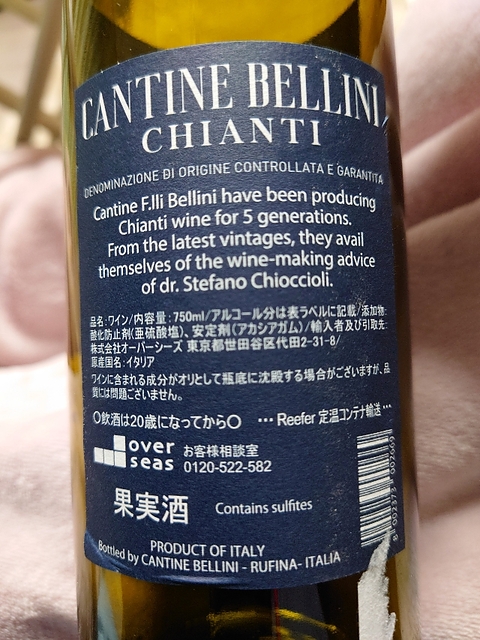 CANTINE BELLINI
CHIANTI
DENOMINAZIONE DI ORIGINE CONTROLLATA E GARANTITA
Cantine F.lli Bellini have been producing
Chianti wine for 5 generations.
From the latest vintages, they avail
themselves of the wine-making advice
of dr. Stefano Chioccioli.
品名:ワイン/内容量:750ml/アルコール分は表ラベルに記載/添加物:
酸化防止剤(亜硫酸塩)、安定剤(アカシアガム)/輸入者及び引取先:
株式会社オーバーシーズ 東京都世田谷区代田2-31-8/
原産国名:イタリア
ワインに含まれる成分がオリとして瓶底に沈殿する場合がございますが、品
質には問題ございません。
〇飲酒は20歳になってから〇 ･･･ Reefer 定温コンテナ輸送 ･･･
over
seas
お客様相談室
0120-522-582
果実酒
Contains sulfites
8 002373 002669
PRODUCT OF ITALY
Bottled by CANTINE BELLINI - RUFINA- ITALIA